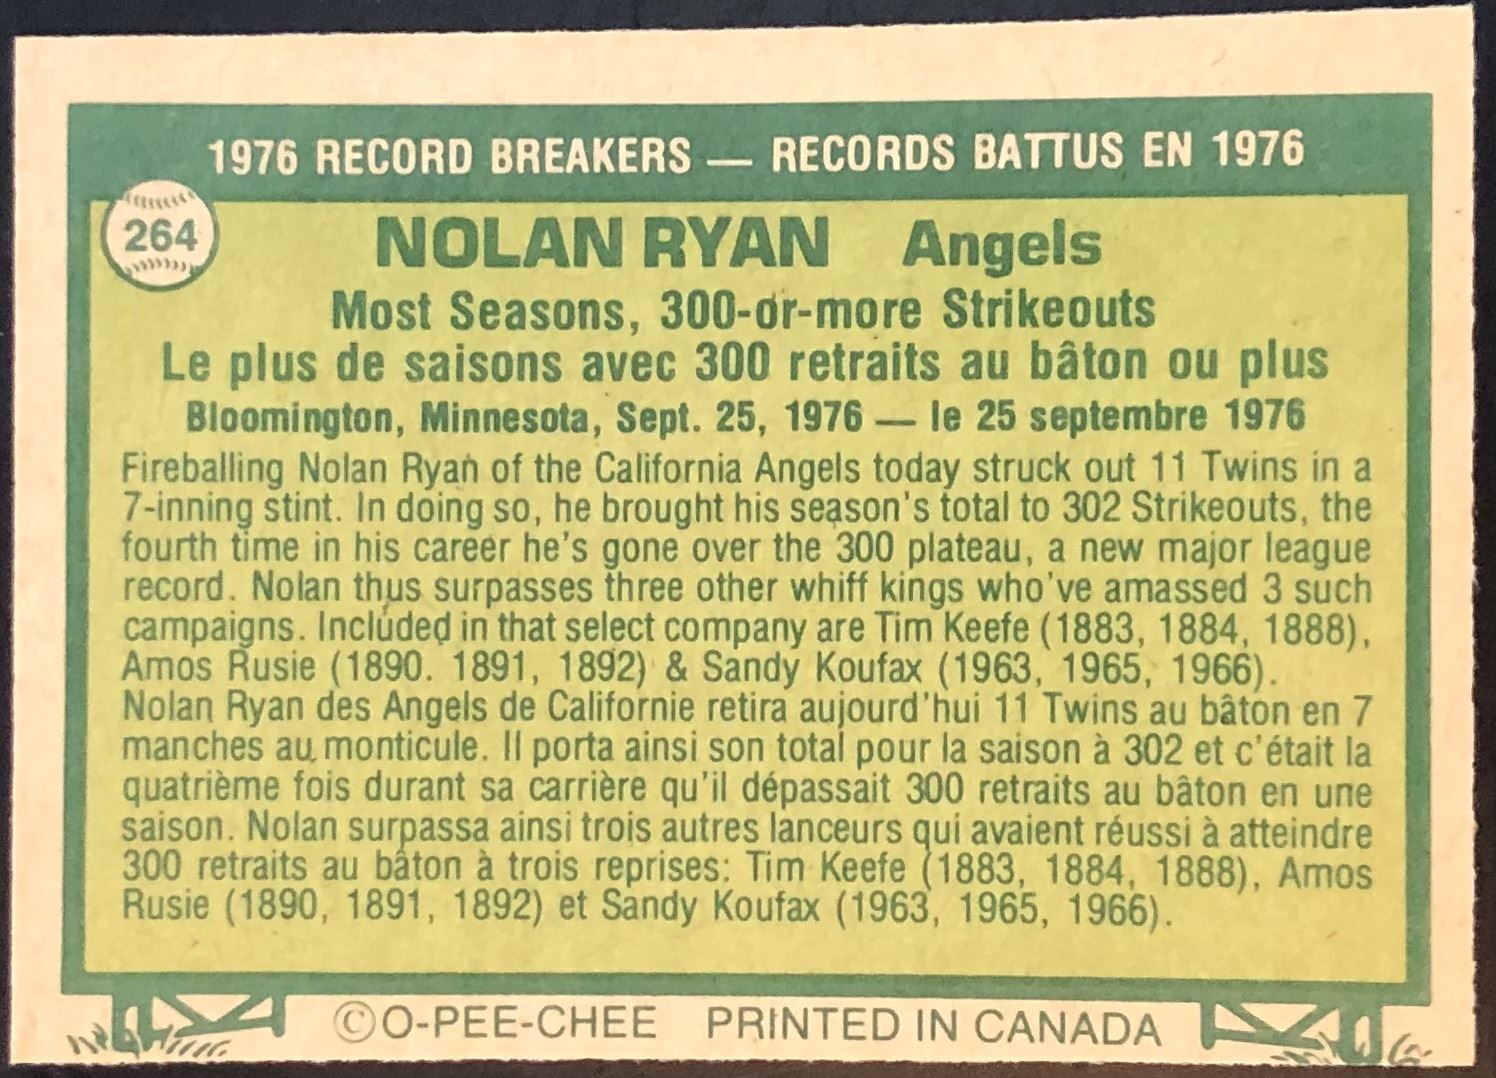 1976 RECORD BREAKERS — RECORDS BATTUS EN 1976
264
NOLAN RYAN Angels
Most Seasons, 300-or-more Strikeouts
Le plus de saisons avec 300 retraits au bâton ou plus
Bloomington, Minnesota, Sept. 25, 1976 — le 25 septembre 1976
Fireballing Nolan Ryan of the California Angels today struck out 11 Twins in a
7-inning stint. In doing so, he brought his season's total to 302 Strikeouts, the
fourth time in his career he's gone over the 300 plateau, a new major league
record. Nolan thus surpasses three other whiff kings who've amassed 3 such
campaigns. Included in that select company are Tim Keefe (1883, 1884, 1888),
Amos Rusie (1890. 1891, 1892) & Sandy Koufax (1963, 1965, 1966).
Nolan Ryan des Angels de Californie retira aujourd'hui 11 Twins au bâton en 7
manches au monticule. Il porta ainsi son total pour la saison à 302 et c'était la
quatrième fois durant sa carrière qu'il dépassait 300 retraits au bâton en une
saison. Nolan surpassa ainsi trois autres lanceurs qui avaient réussi à atteindre
300 retraits au bâton à trois reprises: Tim Keefe (1883, 1884, 1888), Amos
Rusie (1890, 1891, 1892) et Sandy Koufax (1963, 1965, 1966).
©O-PEE-CHEE PRINTED IN CANADA